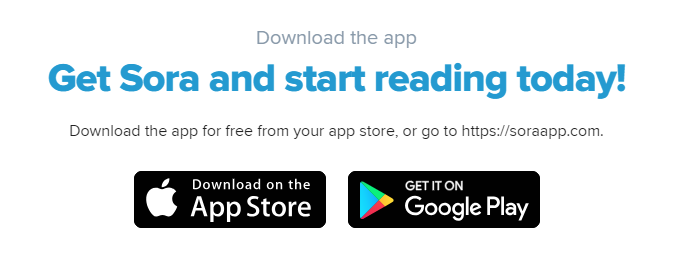 Download the app
Get Sora and start reading today!
Download the app for free from your app store, or go to https://soraapp.com.
Download on the
App Store
GET IT ON
Google Play